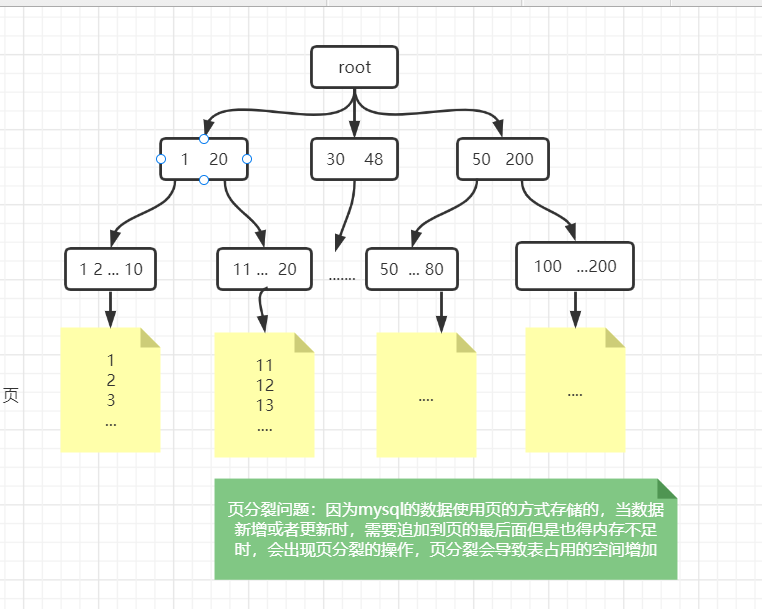 root
1 20
30 48
50 200
1 2 ... 10
11 ... 20
.......
50 ... 80
100 ...200
页
1
2
3
...
11
12
13
....
....
....
页分裂问题：因为mysql的数据使用页的方式存储的，当数据
新增或者更新时，需要追加到页的最后面但是也得内存不足
时，会出现页分裂的操作，页分裂会导致表占用的空间增加